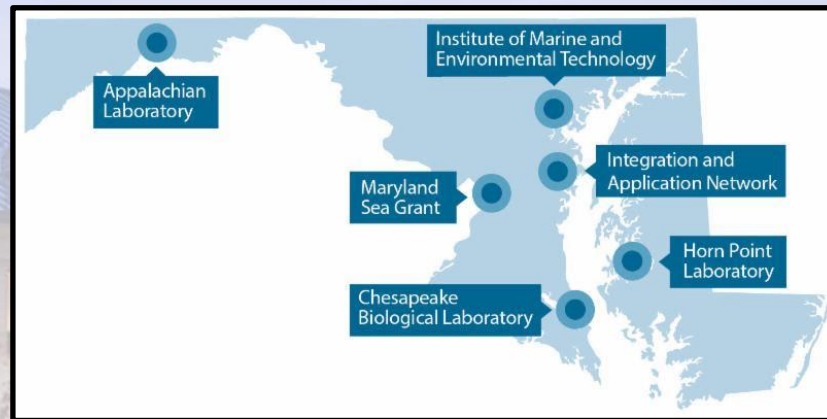 Appalachian
Laboratory
Institute of Marine and
Environmental Technology
Maryland
Sea Grant
Integration and
Application Network
Horn Point
Laboratory
Chesapeake
Biological Laboratory